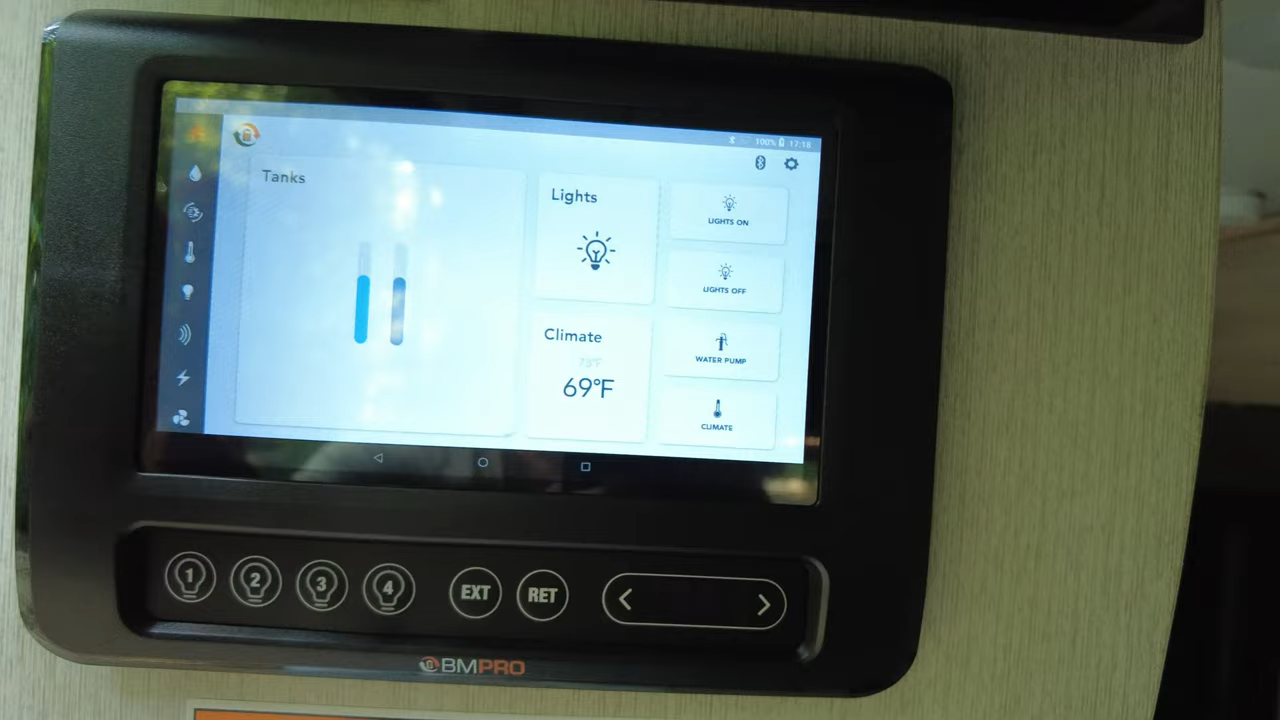 100% 17:18
Tanks
Lights
LIGHTS ON
LIGHTS OFF
Climate
69°F
WATER PUMP
CLIMATE
1 2 3 4 EXT RET
BMPRO